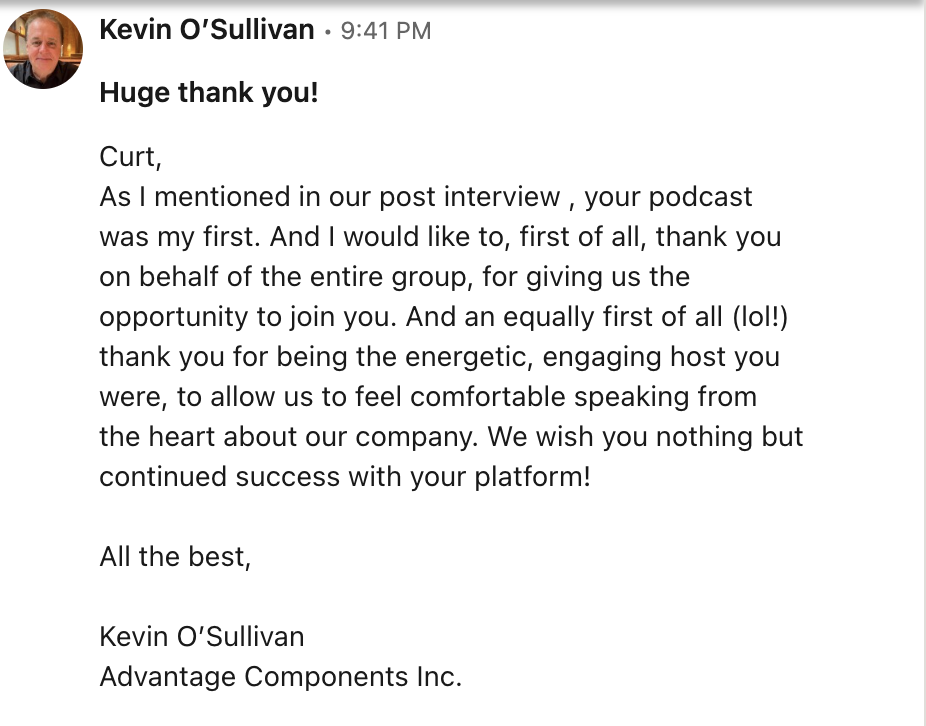 Kevin O’Sullivan • 9:41 PM
Huge thank you!
Curt,
As I mentioned in our post interview , your podcast
was my first. And I would like to, first of all, thank you
on behalf of the entire group, for giving us the
opportunity to join you. And an equally first of all (lol!)
thank you for being the energetic, engaging host you
were, to allow us to feel comfortable speaking from
the heart about our company. We wish you nothing but
continued success with your platform!
All the best,
Kevin O’Sullivan
Advantage Components Inc.